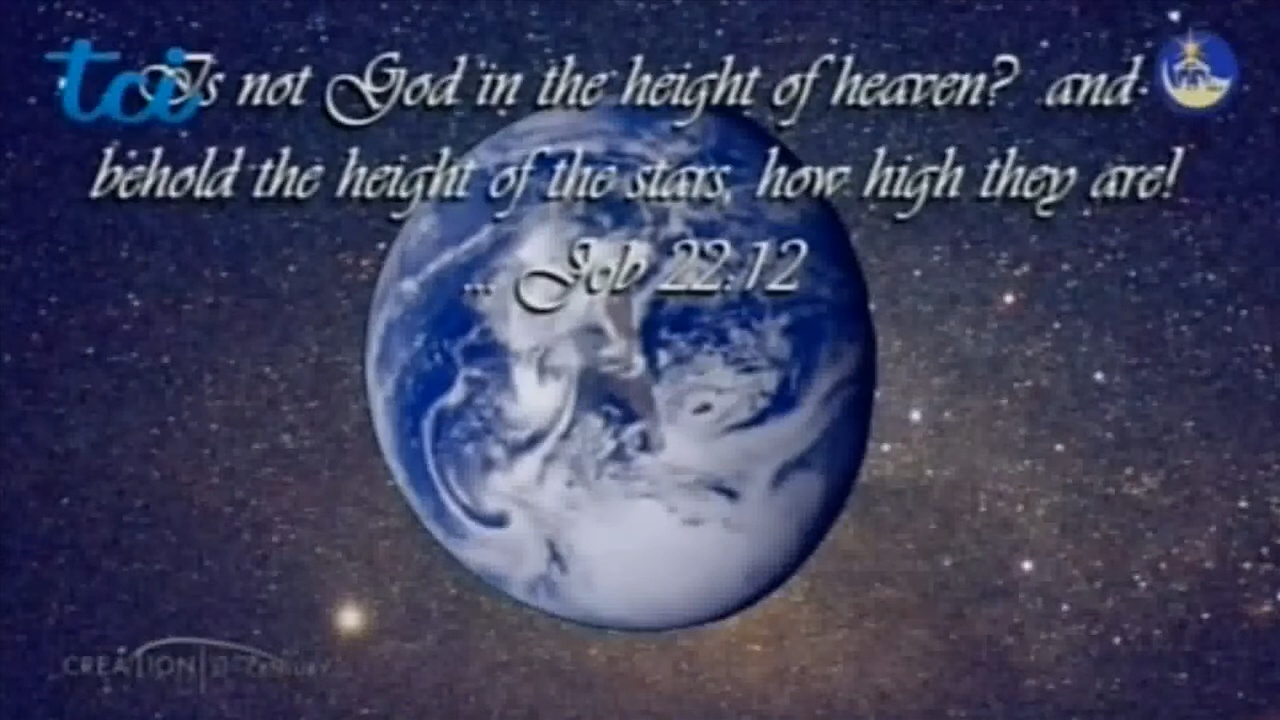 tci
Is not God in the height of heaven? and
behold the height of the stars, how high they are!
... Job 22:12
CREATION